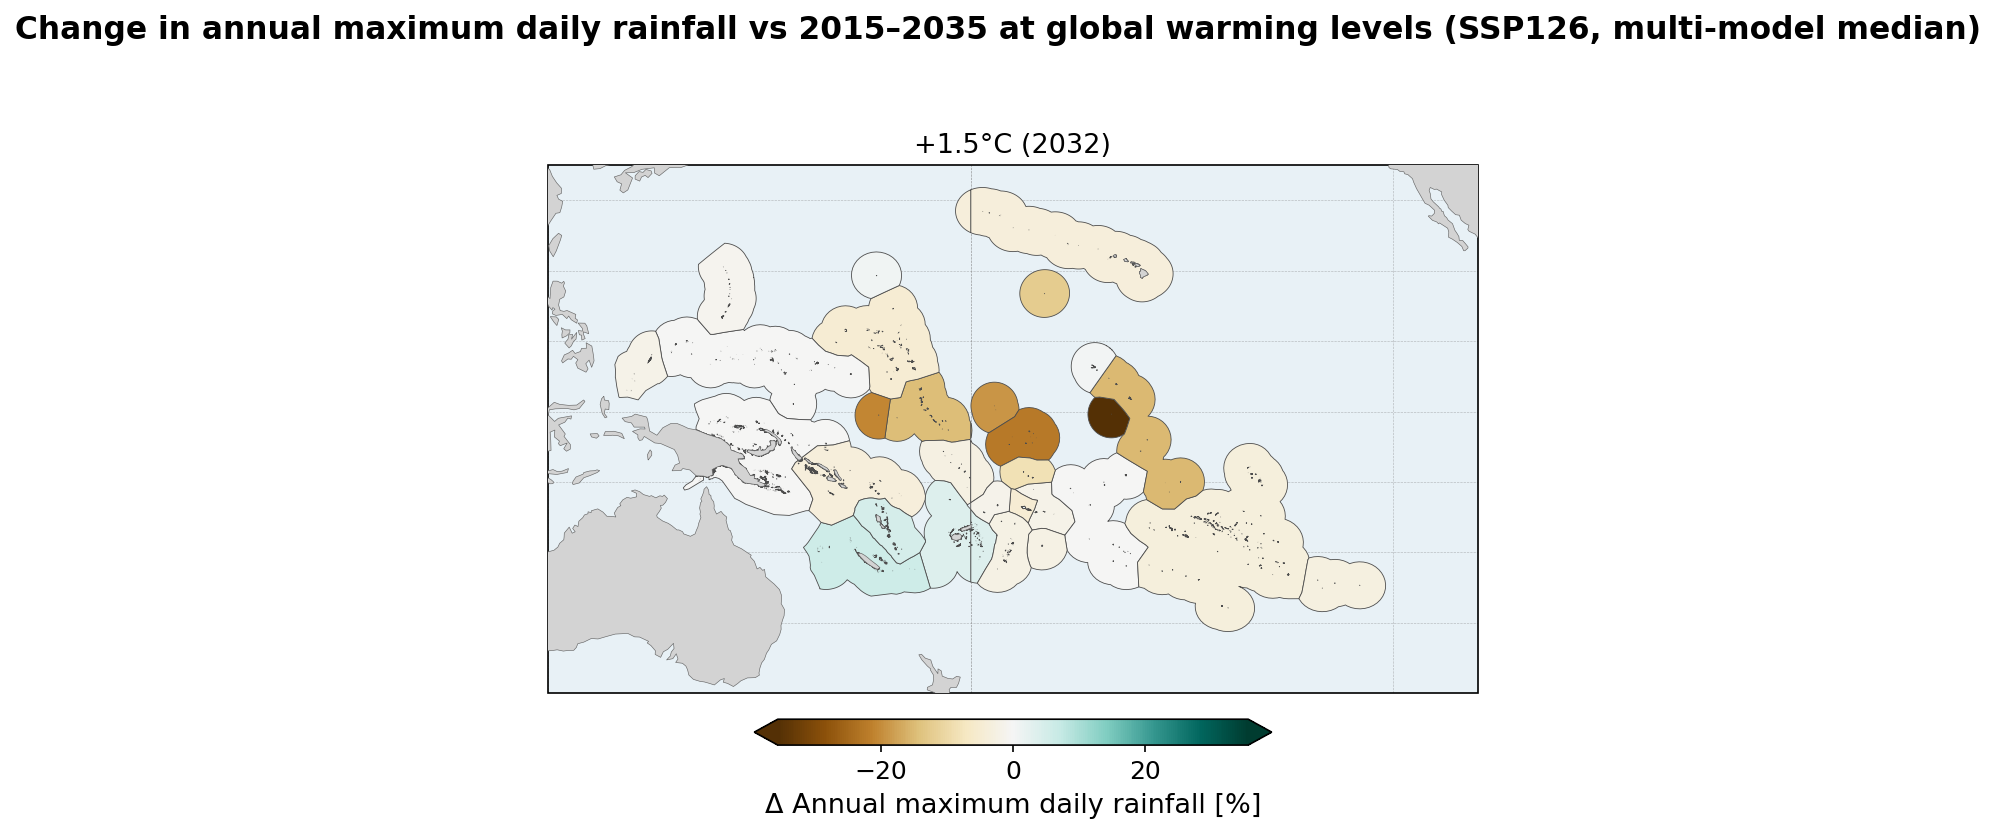 Change in annual maximum daily rainfall vs 2015–2035 at global warming levels (SSP126, multi-model median)
+1.5°C (2032)
−20 0 20
Δ Annual maximum daily rainfall [%]